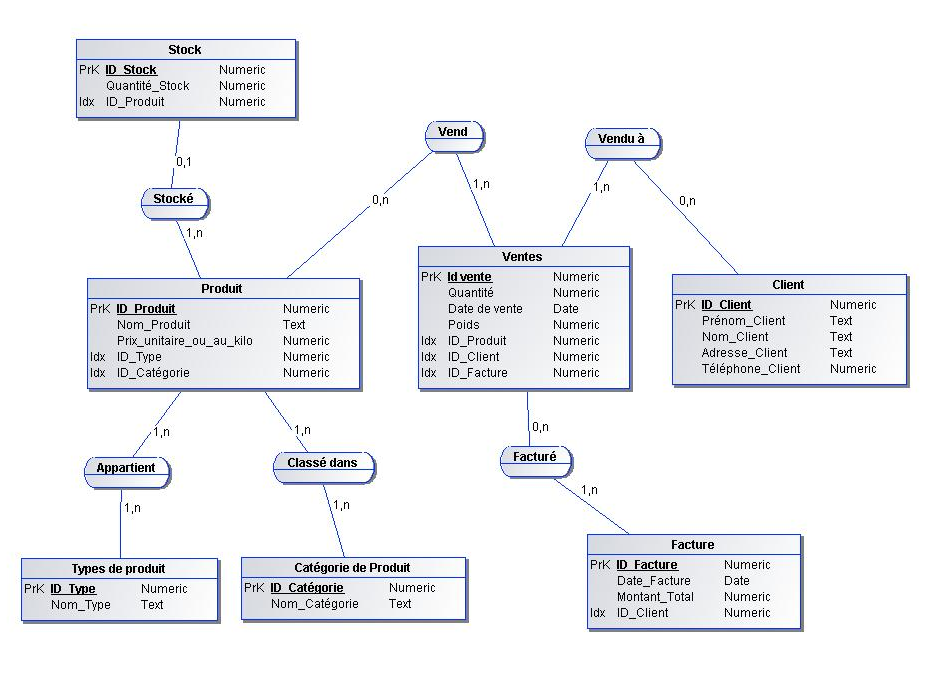 Stock
PrK ID_Stock Numeric
Quantité_Stock Numeric
Idx ID_Produit Numeric
0,1
Stocké
1,n
Vend
0,n
1,n
Vendu à
1,n
0,n
Produit
PrK ID_Produit Numeric
Nom_Produit Text
Prix_unitaire_ou_au_kilo Numeric
Idx ID_Type Numeric
Idx ID_Catégorie Numeric
Ventes
PrK Id vente Numeric
Quantité Numeric
Date de vente Date
Poids Numeric
Idx ID_Produit Numeric
Idx ID_Client Numeric
Idx ID_Facture Numeric
Client
PrK ID_Client Numeric
Prénom_Client Text
Nom_Client Text
Adresse_Client Text
Téléphone_Client Numeric
1,n
Appartient
1,n
1,n
Classé dans
1,n
0,n
Facturé
1,n
Types de produit
PrK ID_Type Numeric
Nom_Type Text
Catégorie de Produit
PrK ID_Catégorie Numeric
Nom_Catégorie Text
Facture
PrK ID_Facture Numeric
Date_Facture Date
Montant_Total Numeric
Idx ID_Client Numeric